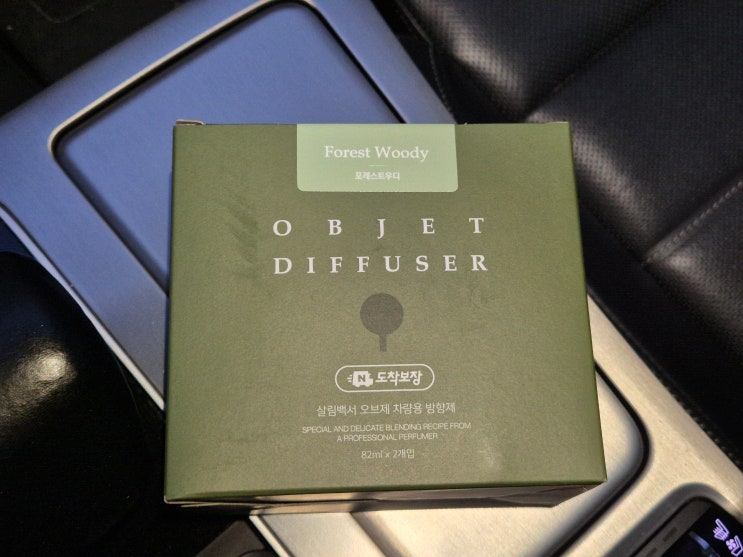 Forest Woody
포레스트우디
OBJET
DIFFUSER
N 도착보장
살림백서 오브제 차량용 방향제
SPECIAL AND DELICATE BLENDING RECIPE FROM
A PROFESSIONAL PERFUMER
82ml x 2개입